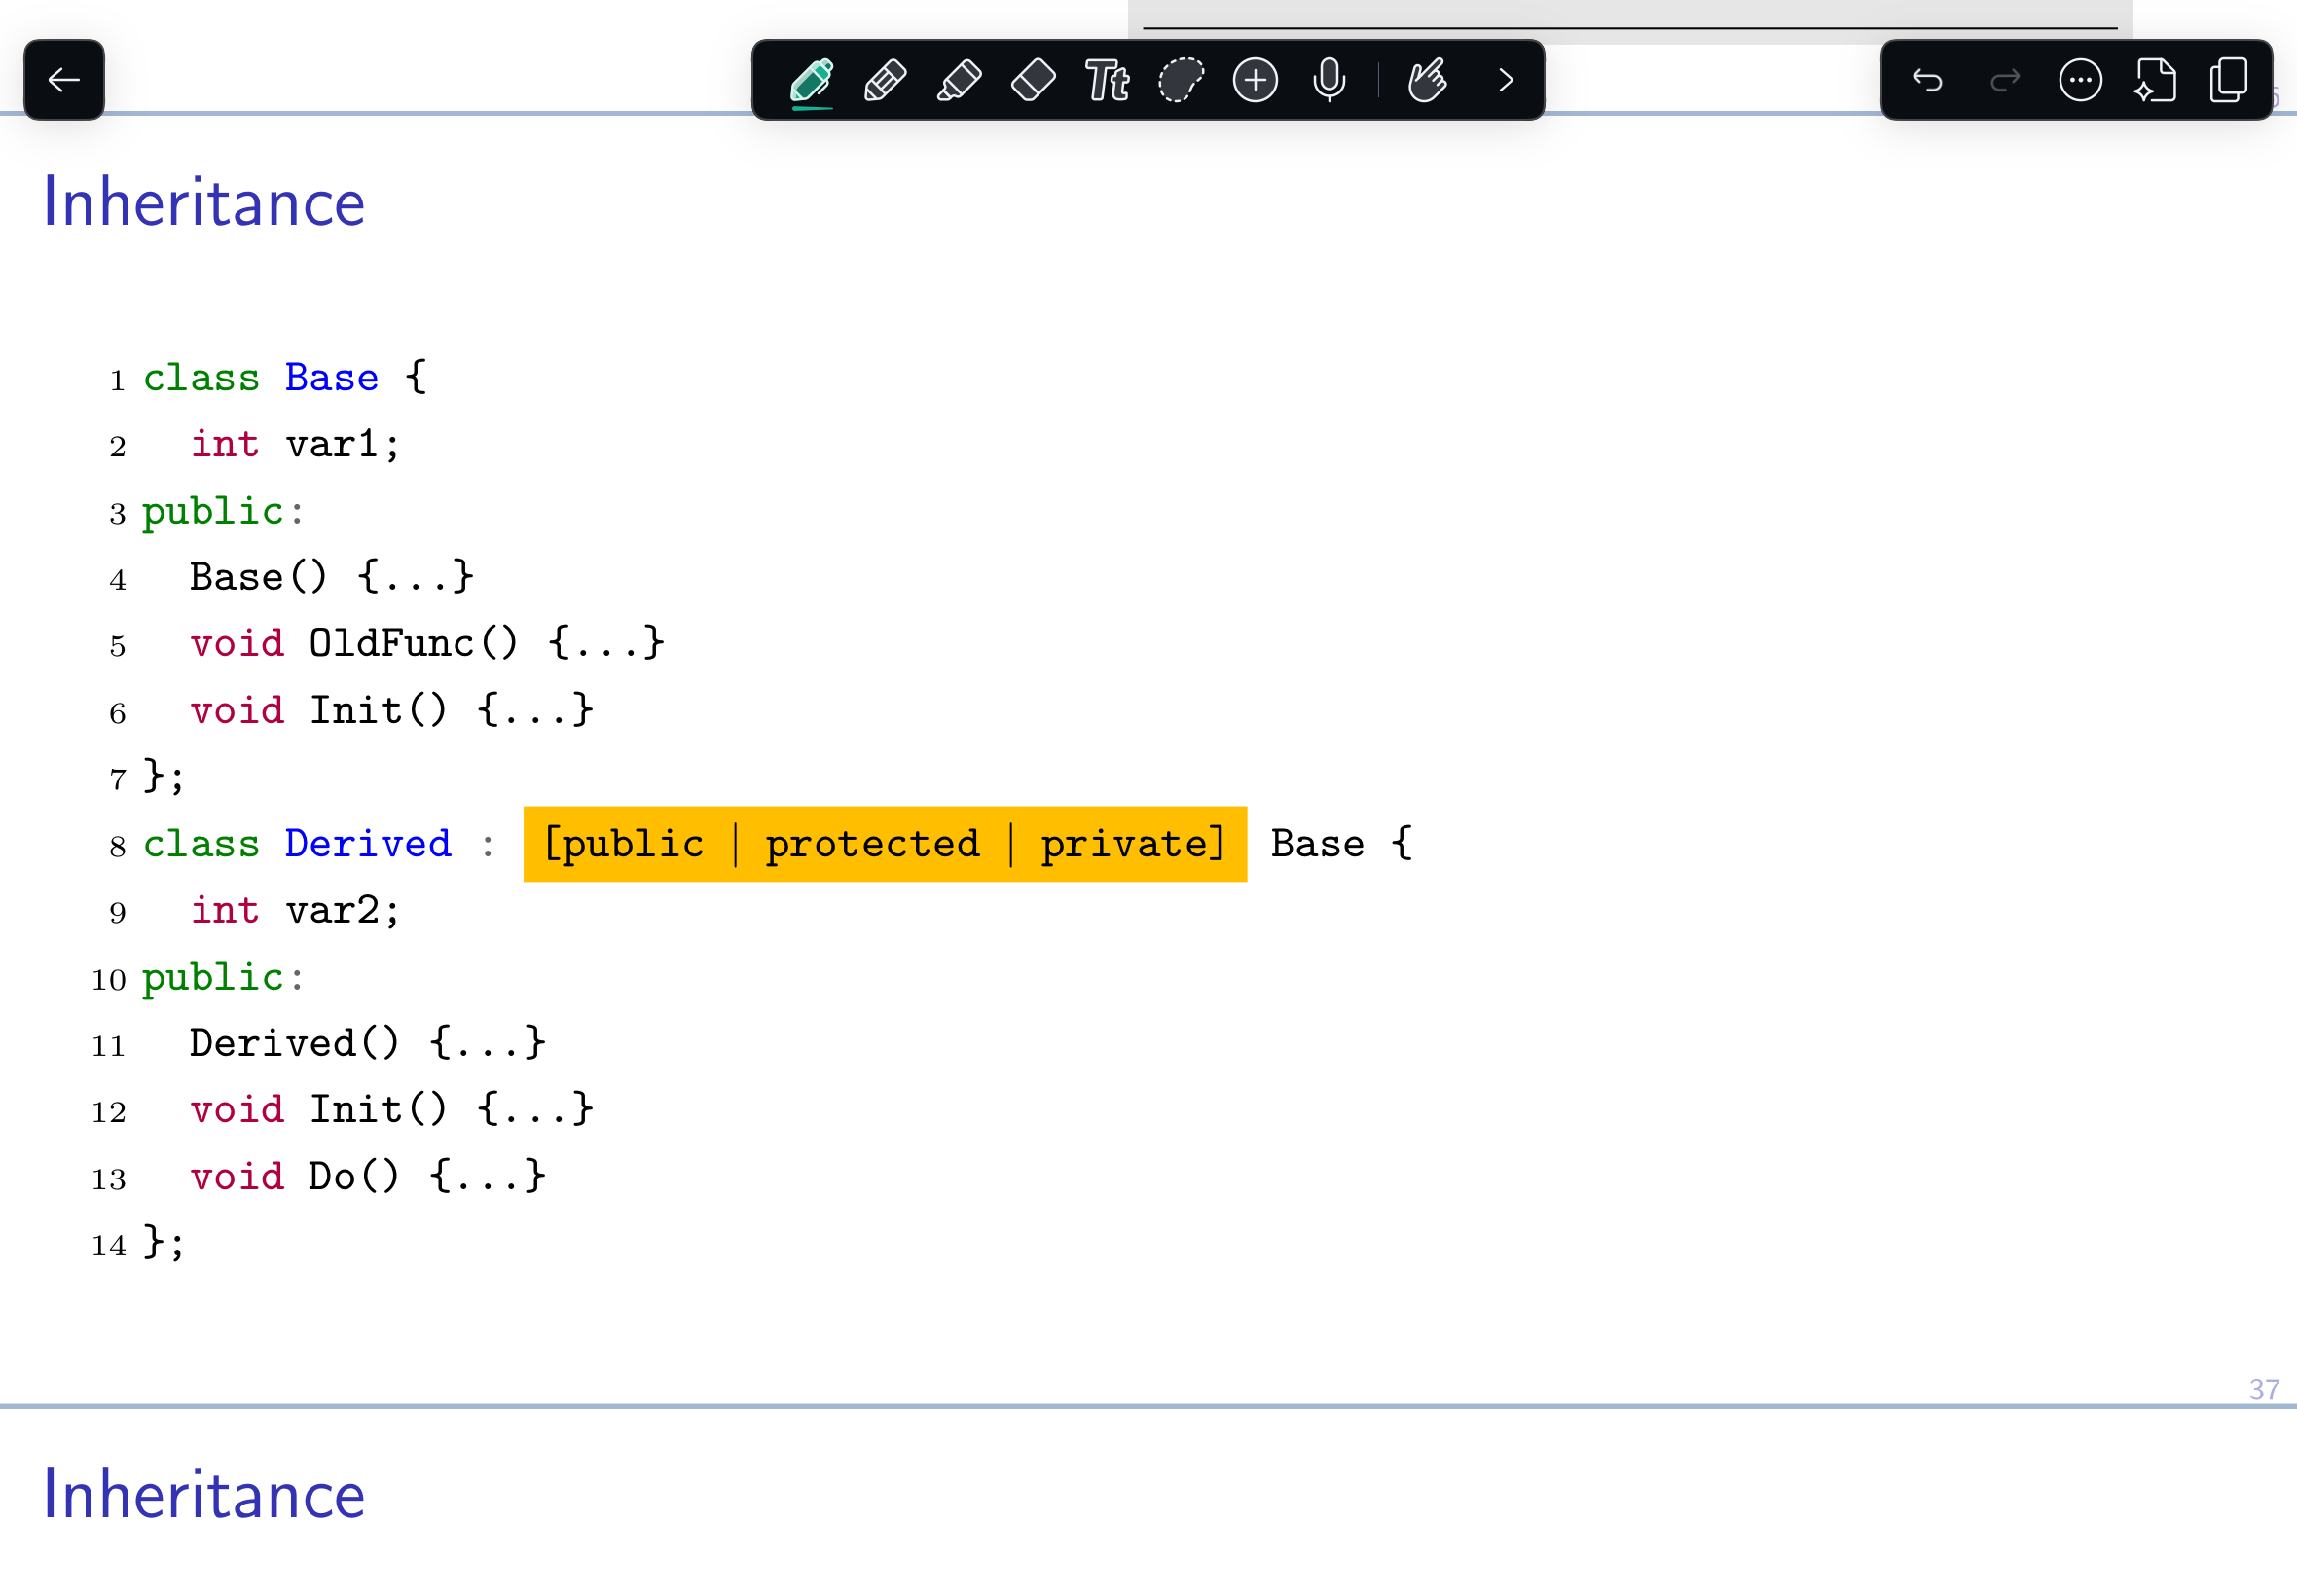 Tt
Inheritance
1 class Base {
2 int var1;
3 public:
4 Base() {...}
5 void OldFunc() {...}
6 void Init() {...}
7 };
8 class Derived : [public | protected | private] Base {
9 int var2;
10 public:
11 Derived() {...}
12 void Init() {...}
13 void Do() {...}
14 };
37
Inheritance